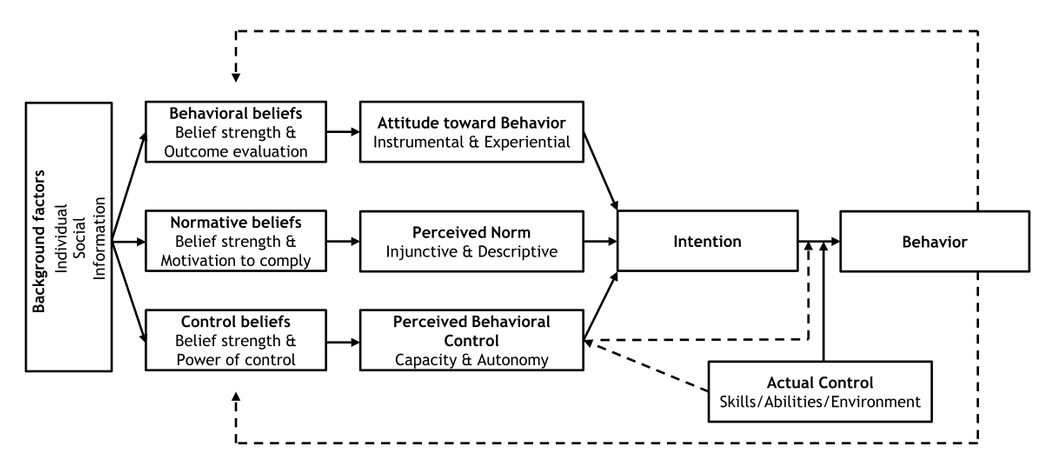 Background factors
Individual
Social
Information
Behavioral beliefs
Belief strength &
Outcome evaluation
Attitude toward Behavior
Instrumental & Experiential
Normative beliefs
Belief strength &
Motivation to comply
Perceived Norm
Injunctive & Descriptive
Intention
Behavior
Control beliefs
Belief strength &
Power of control
Perceived Behavioral
Control
Capacity & Autonomy
Actual Control
Skills/Abilities/Environment